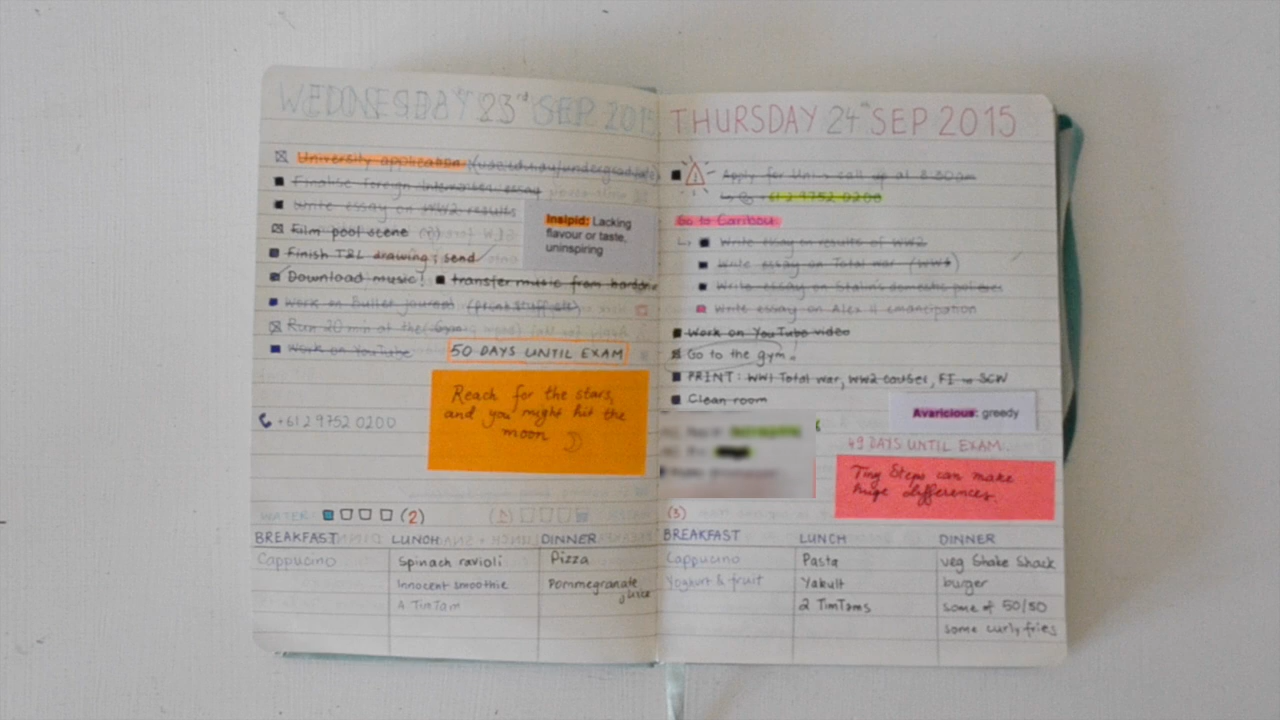 WEDNESDAY 23rd SEP 2015
University application
Finalise foreign Internet essay
Write essay on WW2 results
Film pool scene
Insipid: Lacking
flavour or taste,
uninspiring
Finish TBL drawing; send
Download music! transfer music from
Work on Bullet journal (print stuff
Run 20 min at the Gym
Work on YouTube
50 DAYS UNTIL EXAM
Reach for the stars,
and you might hit the
moon
+61 2 9752 0200
WATER: (2)
BREAKFAST LUNCH DINNER
Cappucino Spinach ravioli Pizza
Innocent smoothie Pommegranate
juice
A TimTam
THURSDAY 24th SEP 2015
Apply for Uni - call up at 8:00am
61 2 9752 0200
Go to Caribou
Write essay on results of WW2
Write essay on Total war (WW1)
Write essay on Stalin's domestic policies
Write essay on Alex II emancipation
Work on YouTube video
Go to the gym!
PRINT: WW1 Total war, WW2 causes, FI → SCW
Clean room
Avaricious: greedy
49 DAYS UNTIL EXAM.
Tiny Steps can make
huge differences.
(3)
BREAKFAST LUNCH DINNER
Cappucino Pasta veg Shake Shack
Yoghurt & fruit Yakult burger
2 TimTams some of 50/50
some curly fries